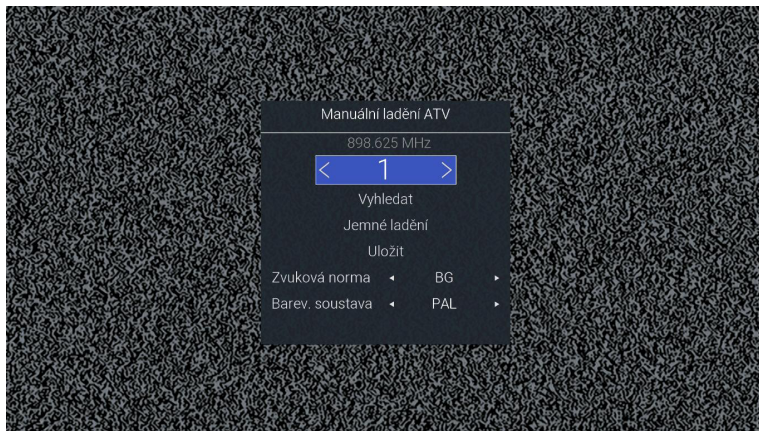 Manuální ladění ATV
898.625 MHz
< 1 >
Vyhledat
Jemné ladění
Uložit
Zvuková norma ◂ BG ▸
Barev. soustava ◂ PAL ▸